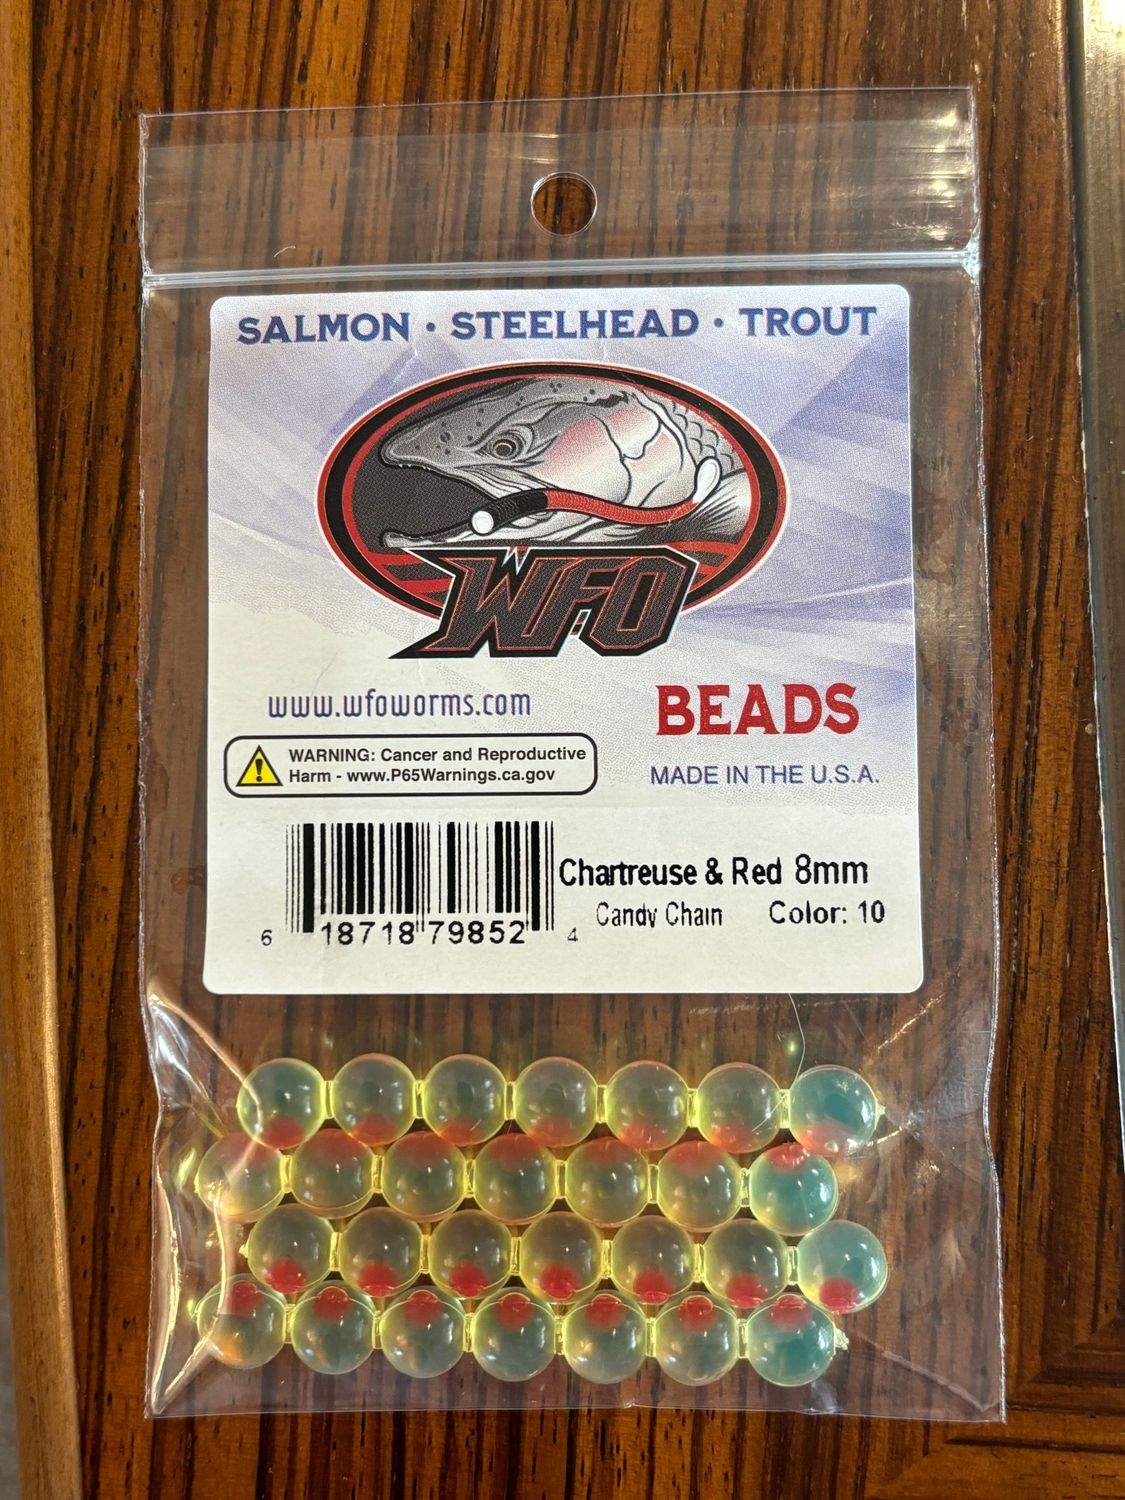 SALMON • STEELHEAD • TROUT
WFO
www.wfoworms.com
BEADS
WARNING: Cancer and Reproductive
Harm - www.P65Warnings.ca.gov
MADE IN THE U.S.A.
Chartreuse & Red 8mm
Candy Chain Color: 10
6 18718 79852 4